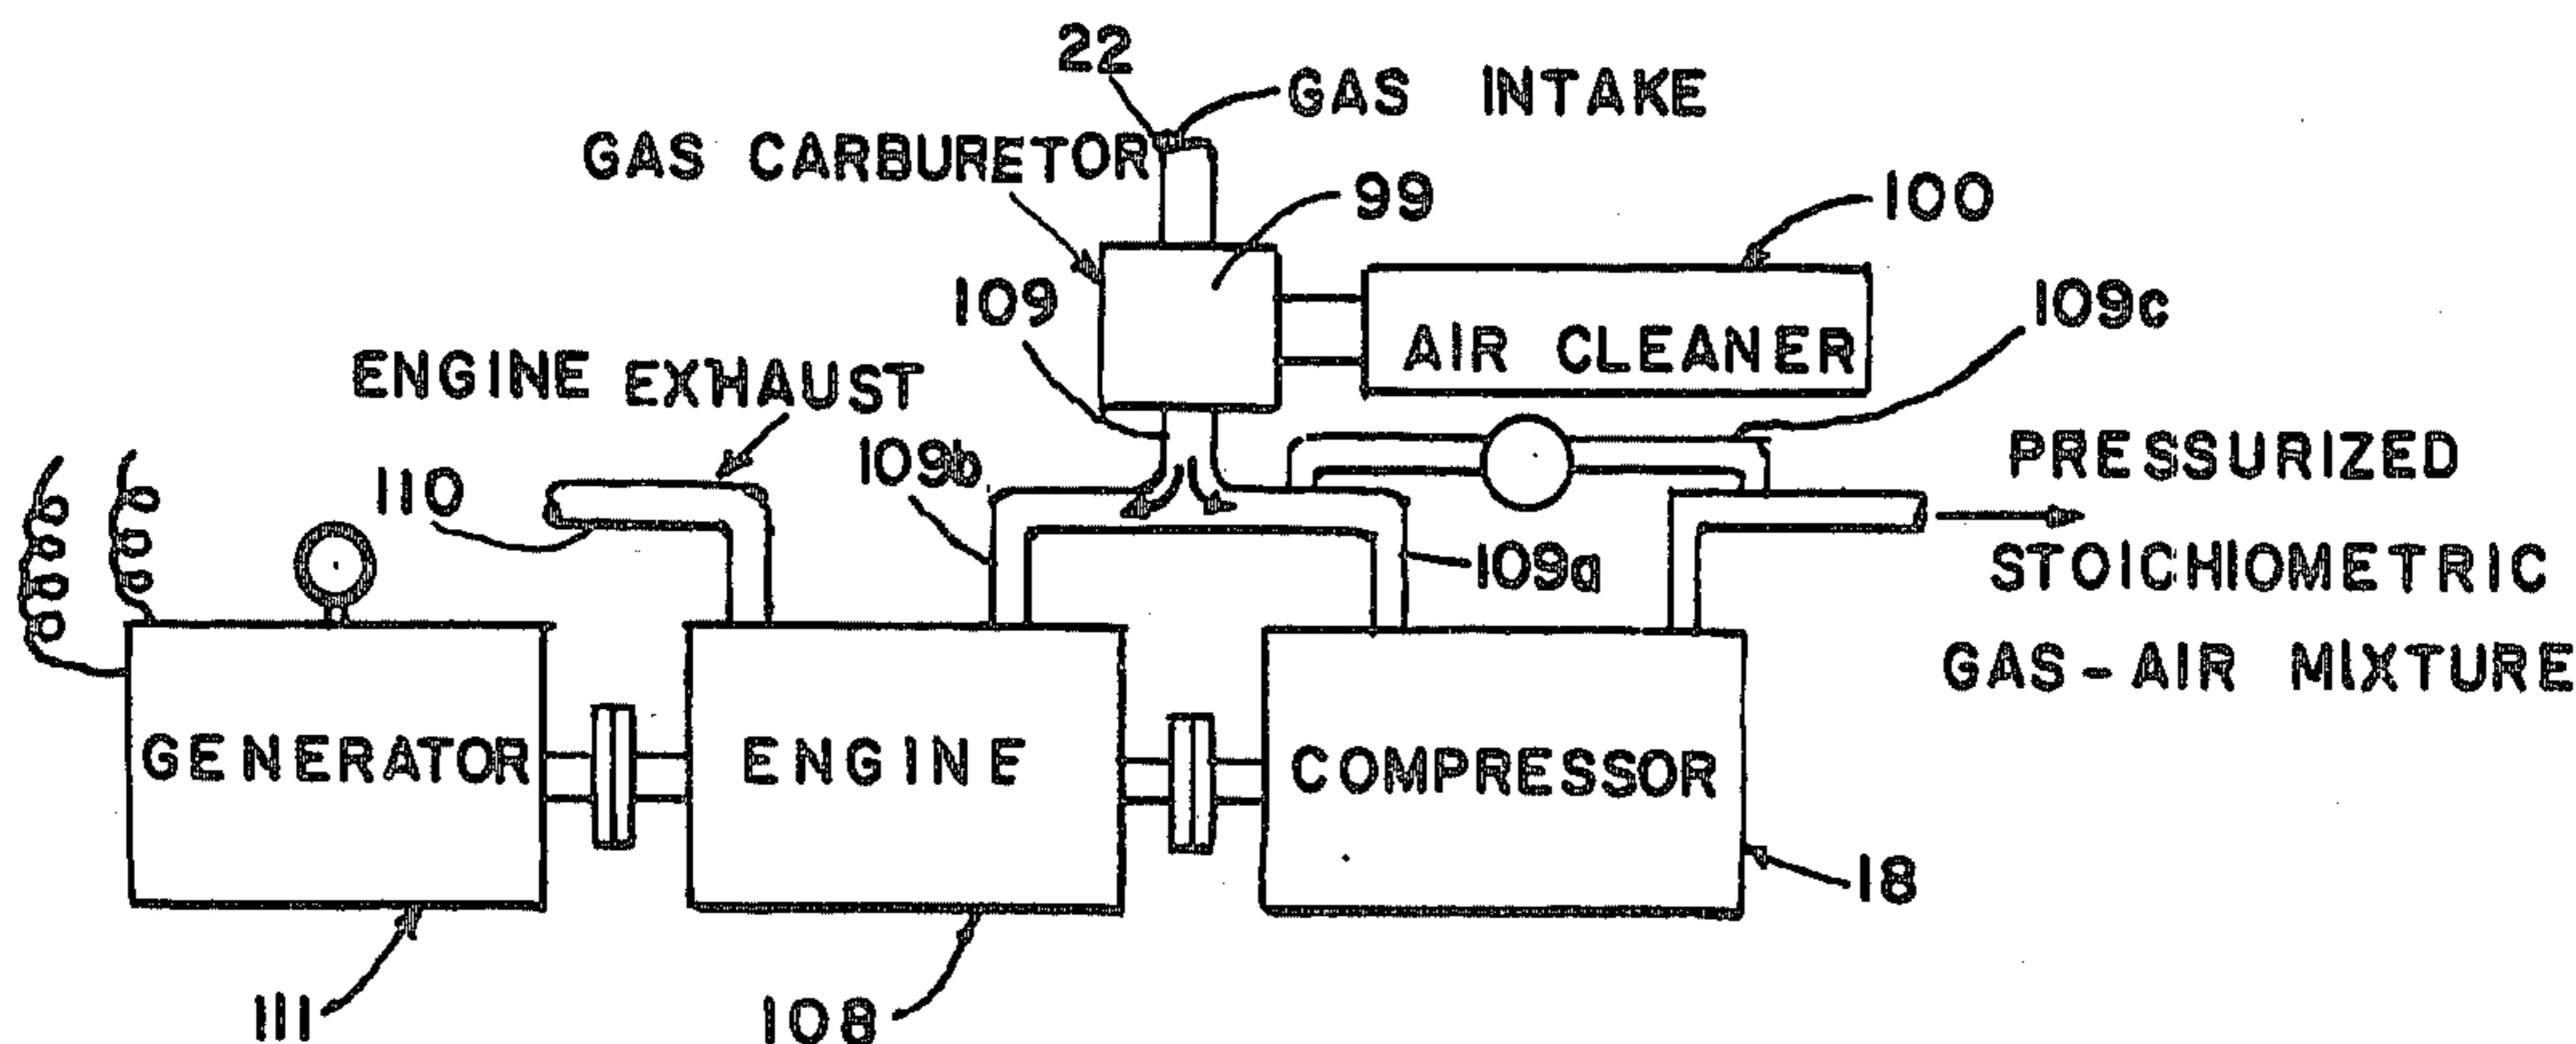 22
GAS INTAKE
GAS CARBURETOR
99
100
109
109c
AIR CLEANER
ENGINE EXHAUST
109b
110
PRESSURIZED
STOICHIOMETRIC
GAS-AIR MIXTURE
109a
GENERATOR
ENGINE
COMPRESSOR
18
111
108